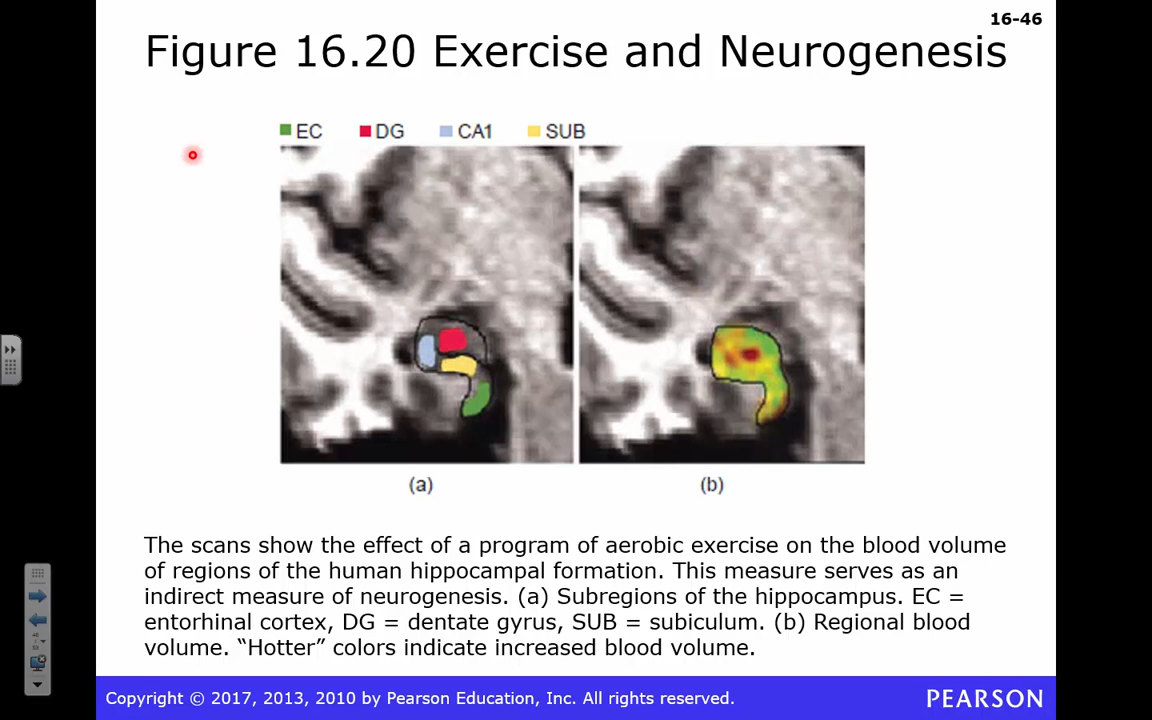 16-46
Figure 16.20 Exercise and Neurogenesis
EC DG CA1 SUB
(a) (b)
The scans show the effect of a program of aerobic exercise on the blood volume
of regions of the human hippocampal formation. This measure serves as an
indirect measure of neurogenesis. (a) Subregions of the hippocampus. EC =
entorhinal cortex, DG = dentate gyrus, SUB = subiculum. (b) Regional blood
volume. “Hotter” colors indicate increased blood volume.
Copyright © 2017, 2013, 2010 by Pearson Education, Inc. All rights reserved. PEARSON